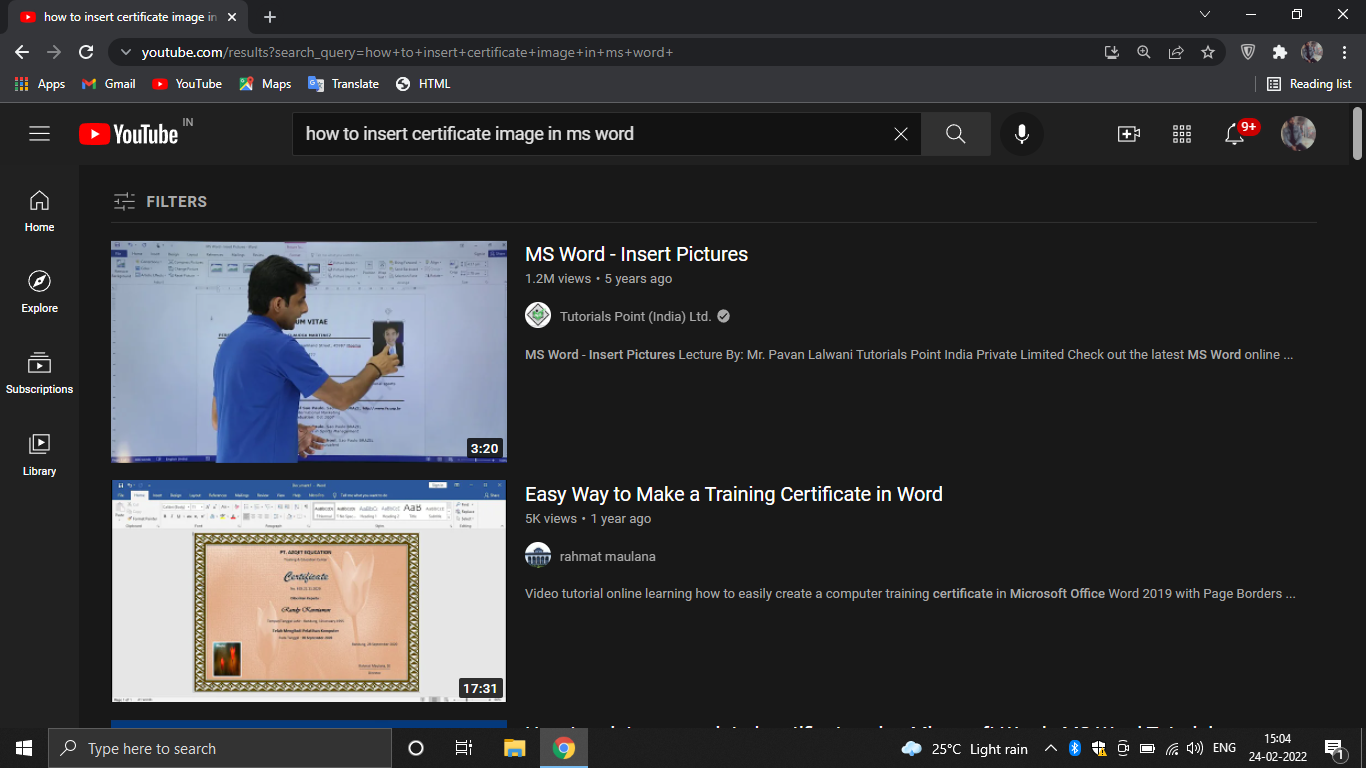 how to insert certificate image in
youtube.com/results?search_query=how+to+insert+certificate+image+in+ms+word+
Apps Gmail YouTube Maps Translate HTML Reading list
YouTube IN
how to insert certificate image in ms word
9+
FILTERS
Home
Explore
Subscriptions
Library
MS Word - Insert Pictures
1.2M views • 5 years ago
Tutorials Point (India) Ltd.
MS Word - Insert Pictures Lecture By: Mr. Pavan Lalwani Tutorials Point India Private Limited Check out the latest MS Word online ...
3:20
Easy Way to Make a Training Certificate in Word
5K views • 1 year ago
rahmat maulana
Video tutorial online learning how to easily create a computer training certificate in Microsoft Office Word 2019 with Page Borders ...
PT. AZQET EQUCATION
Certificate
17:31
Type here to search
25°C Light rain
ENG
15:04
24-02-2022
1